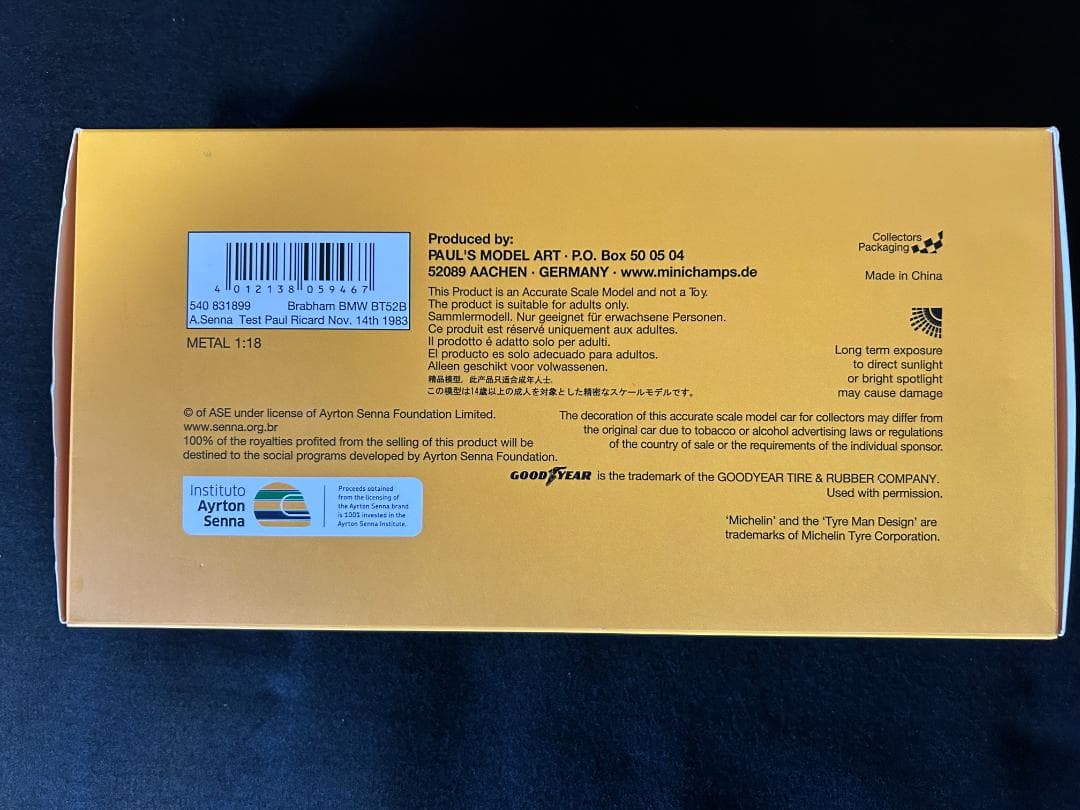 4 012138 059467
540 831899 Brabham BMW BT52B
A.Senna Test Paul Ricard Nov. 14th 1983
METAL 1:18
Produced by:
PAUL'S MODEL ART · P.O. Box 50 05 04
52089 AACHEN · GERMANY · www.minichamps.de
This Product is an Accurate Scale Model and not a Toy.
The product is suitable for adults only.
Sammlermodell. Nur geeignet für erwachsene Personen.
Ce produit est réservé uniquement aux adultes.
Il prodotto é adatto solo per adulti.
El producto es solo adecuado para adultos.
Alleen geschikt voor volwassenen.
精品模型，此产品只适合成年人士.
この模型は14歳以上の成人を対象とした精密なスケールモデルです。
Collectors
Packaging
Made in China
Long term exposure
to direct sunlight
or bright spotlight
may cause damage
© of ASE under license of Ayrton Senna Foundation Limited.
www.senna.org.br
100% of the royalties profited from the selling of this product will be
destined to the social programs developed by Ayrton Senna Foundation.
The decoration of this accurate scale model car for collectors may differ from
the original car due to tobacco or alcohol advertising laws or regulations
of the country of sale or the requirements of the individual sponsor.
GOODYEAR is the trademark of the GOODYEAR TIRE & RUBBER COMPANY.
Used with permission.
Instituto
Ayrton
Senna
Proceeds obtained
from the licensing of
the Ayrton Senna brand
is 100% invested in the
Ayrton Senna Institute.
‘Michelin’ and the ‘Tyre Man Design’ are
trademarks of Michelin Tyre Corporation.